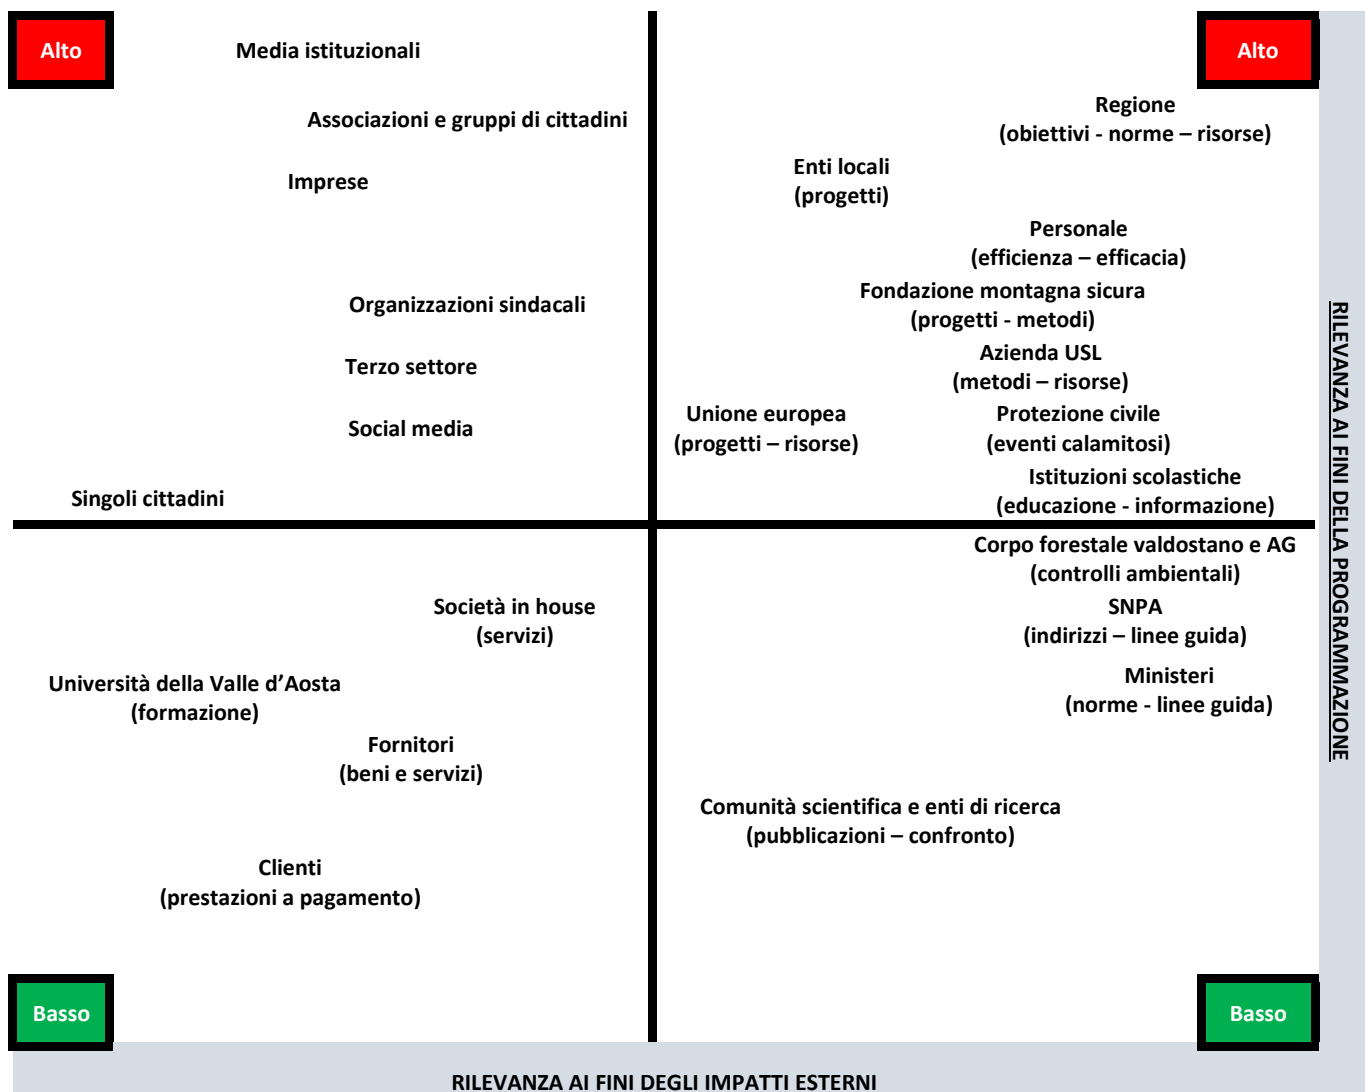 Alto
Media istituzionali
Associazioni e gruppi di cittadini
Imprese
Organizzazioni sindacali
Terzo settore
Social media
Singoli cittadini
Alto
Regione
(obiettivi - norme – risorse)
Enti locali
(progetti)
Personale
(efficienza – efficacia)
Fondazione montagna sicura
(progetti - metodi)
Azienda USL
(metodi – risorse)
Unione europea
(progetti – risorse)
Protezione civile
(eventi calamitosi)
Istituzioni scolastiche
(educazione - informazione)
Società in house
(servizi)
Università della Valle d’Aosta
(formazione)
Fornitori
(beni e servizi)
Clienti
(prestazioni a pagamento)
Basso
Corpo forestale valdostano e AG
(controlli ambientali)
SNPA
(indirizzi – linee guida)
Ministeri
(norme - linee guida)
Comunità scientifica e enti di ricerca
(pubblicazioni – confronto)
Basso
RILEVANZA AI FINI DELLA PROGRAMMAZIONE
RILEVANZA AI FINI DEGLI IMPATTI ESTERNI